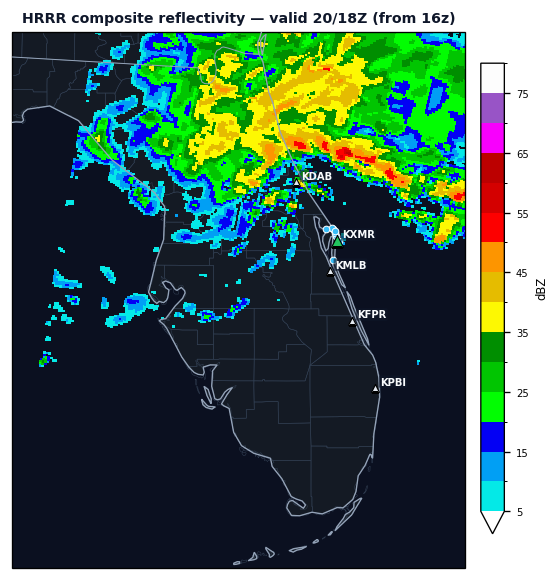 HRRR composite reflectivity — valid 20/18Z (from 16z)
KDAB
KXMR
KMLB
KFPR
KPBI
75
65
55
45
35
25
15
5
dBZ